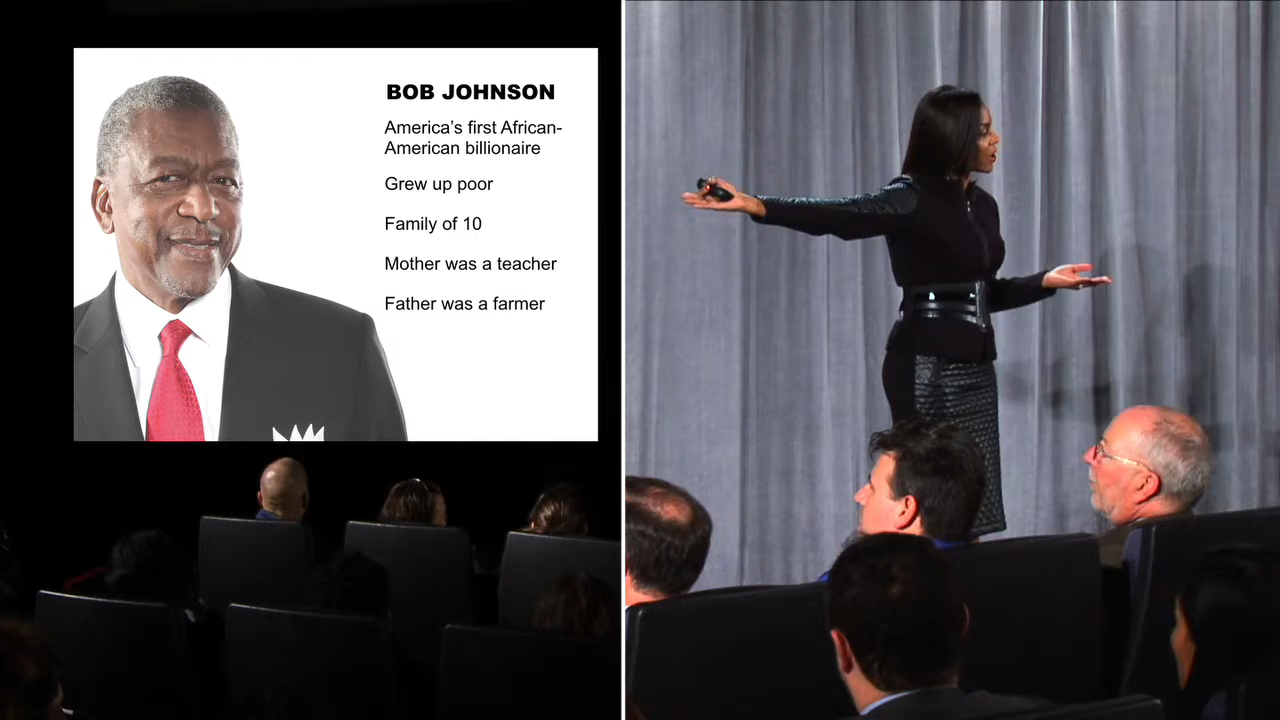 BOB JOHNSON
America's first African-
American billionaire
Grew up poor
Family of 10
Mother was a teacher
Father was a farmer